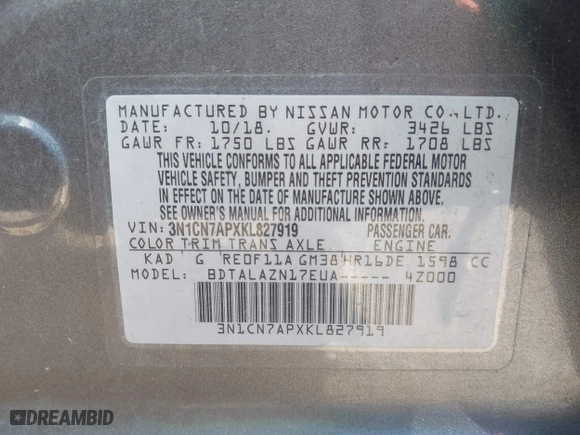 MANUFACTURED BY NISSAN MOTOR CO., LTD.
DATE: 10/18. GVWR: 3426 LBS
GAWR FR: 1750 LBS GAWR RR: 1708 LBS
THIS VEHICLE CONFORMS TO ALL APPLICABLE FEDERAL MOTOR
VEHICLE SAFETY, BUMPER AND THEFT PREVENTION STANDARDS
IN EFFECT ON THE DATE OF MANUFACTURE SHOWN ABOVE.
SEE OWNER'S MANUAL FOR ADDITIONAL INFORMATION.
VIN: 3N1CN7APXKL827919 PASSENGER CAR.
COLOR TRIM TRANS AXLE ENGINE
KAD G RE0F11A GM38 HR16DE 1598 CC
MODEL: BDTALAZN17EUA----- 4Z000
3N1CN7APXKL827919
DREAMBID